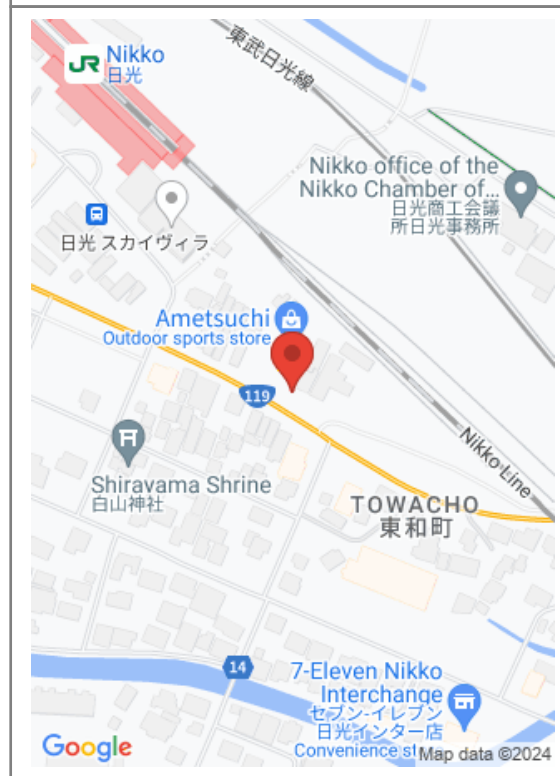 JR
Nikko
日光
東武日光線
Nikko office of the
Nikko Chamber of...
日光商工会議
所日光事務所
日光 スカイヴィラ
Ametsuchi
Outdoor sports store
119
Shirayama Shrine
白山神社
Nikko Line
TOWACHO
東和町
14
7-Eleven Nikko
Interchange
セブン-イレブン
日光インター店
Convenience st
Google
Map data ©2024